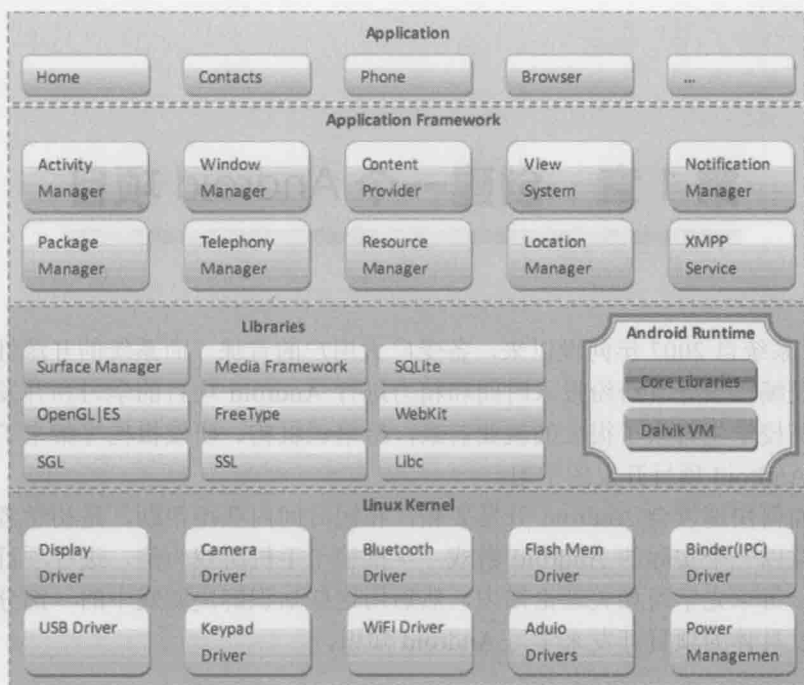 Application
Home
Contacts
Phone
Browser
...
Application Framework
Activity
Manager
Window
Manager
Content
Provider
View
System
Notification
Manager
Package
Manager
Telephony
Manager
Resource
Manager
Location
Manager
XMPP
Service
Libraries
Surface Manager
Media Framework
SQLite
OpenGL|ES
FreeType
WebKit
SGL
SSL
Libc
Android Runtime
Core Libraries
Dalvik VM
Linux Kernel
Display
Driver
Camera
Driver
Bluetooth
Driver
Flash Mem
Driver
Binder(IPC)
Driver
USB Driver
Keypad
Driver
WiFi Driver
Aduio
Drivers
Power
Managemen